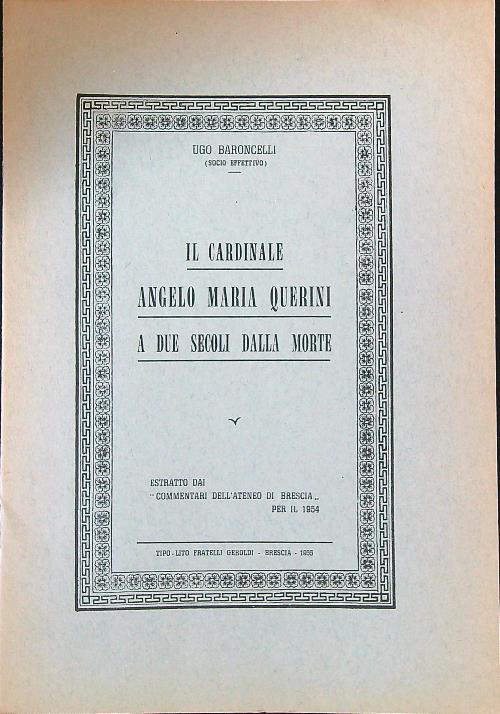 UGO BARONCELLI
(SOCIO EFFETTIVO)
IL CARDINALE
ANGELO MARIA QUERINI
A DUE SECOLI DALLA MORTE
ESTRATTO DAI
"COMMENTARI DELL'ATENEO DI BRESCIA„
PER IL 1954
TIPO-LITO FRATELLI GEROLDI - BRESCIA - 1955